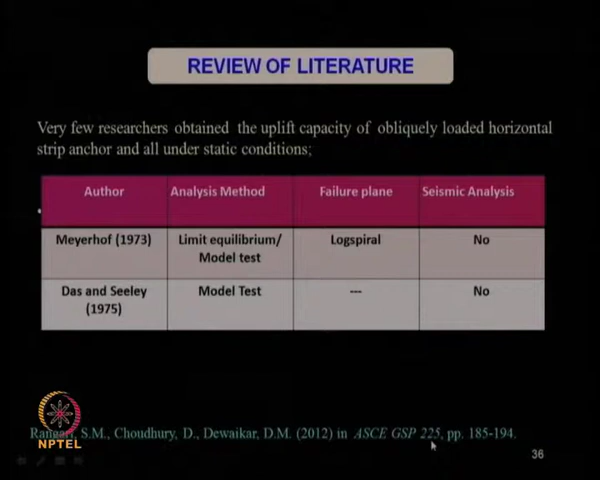 REVIEW OF LITERATURE
Very few researchers obtained the uplift capacity of obliquely loaded horizontal
strip anchor and all under static conditions;
Author Analysis Method Failure plane Seismic Analysis
Meyerhof (1973) Limit equilibrium/ Logspiral No
Model test
Das and Seeley Model Test --- No
(1975)
Rangari, S.M., Choudhury, D., Dewaikar, D.M. (2012) in ASCE GSP 225, pp. 185-194.
NPTEL
36